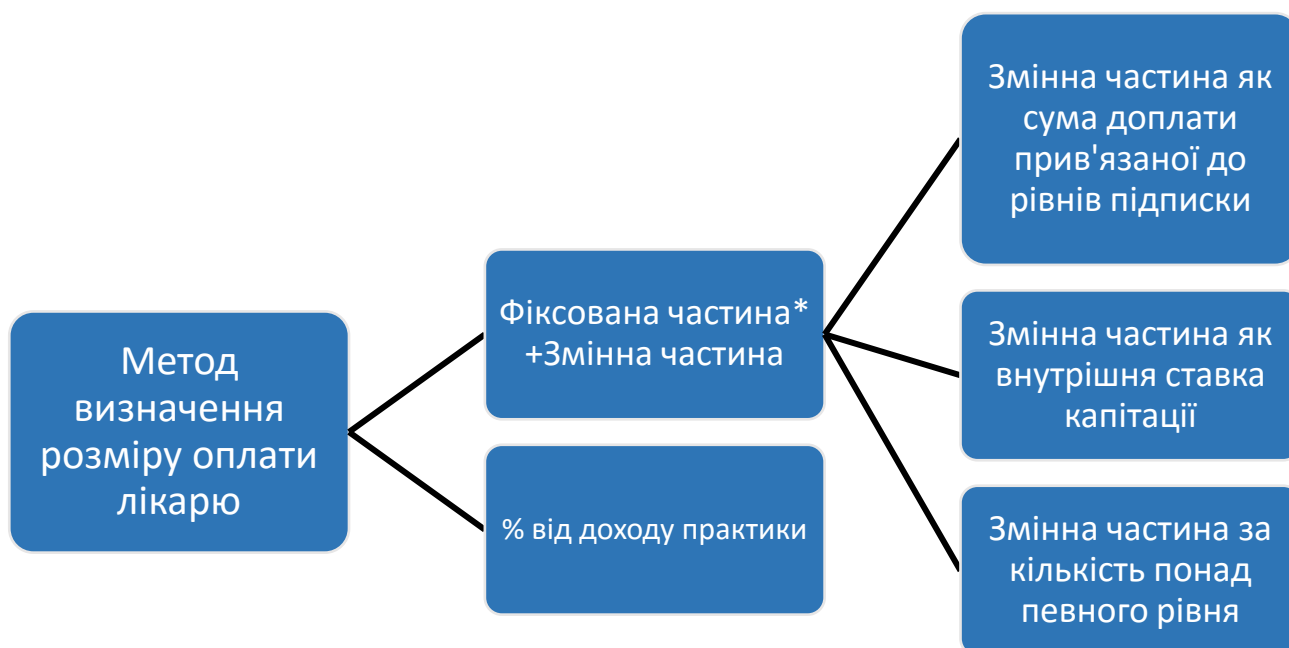 Метод
визначення
розміру оплати
лікарю
Фіксована частина*
+Змінна частина
% від доходу практики
Змінна частина як
сума доплати
прив'язаної до
рівнів підписки
Змінна частина як
внутрішня ставка
капітації
Змінна частина за
кількість понад
певного рівня